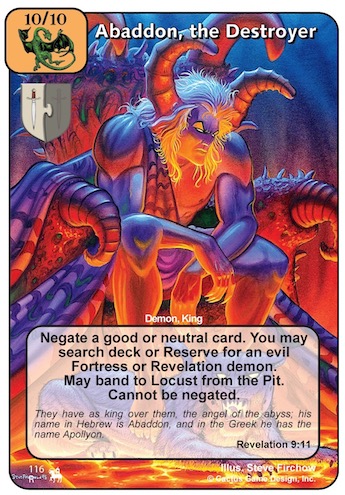 10/10
Abaddon, the Destroyer
Demon, King
Negate a good or neutral card. You may
search deck or Reserve for an evil
Fortress or Revelation demon.
May band to Locust from the Pit.
Cannot be negated.
They have as king over them, the angel of the abyss; his
name in Hebrew is Abaddon, and in the Greek he has the
name Apollyon.
Revelation 9:11
116
R
Illus. Steve Firchow
© Cactus Game Design, Inc.